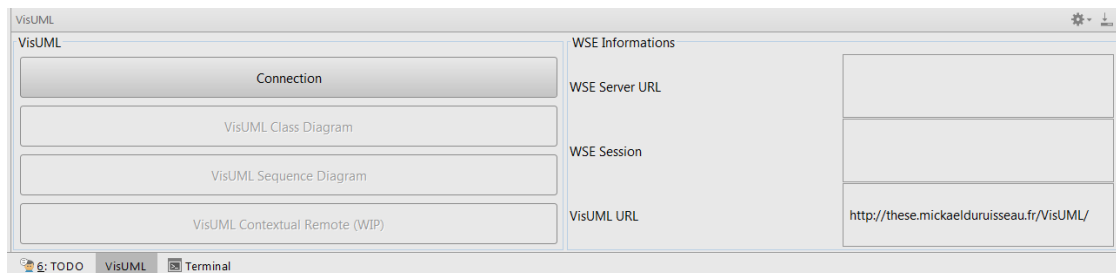 VisUML
VisUML
Connection
VisUML Class Diagram
VisUML Sequence Diagram
VisUML Contextual Remote (WIP)
WSE Informations
WSE Server URL
WSE Session
VisUML URL
http://these.mickaelduruisseau.fr/VisUML/
6: TODO
VisUML
Terminal